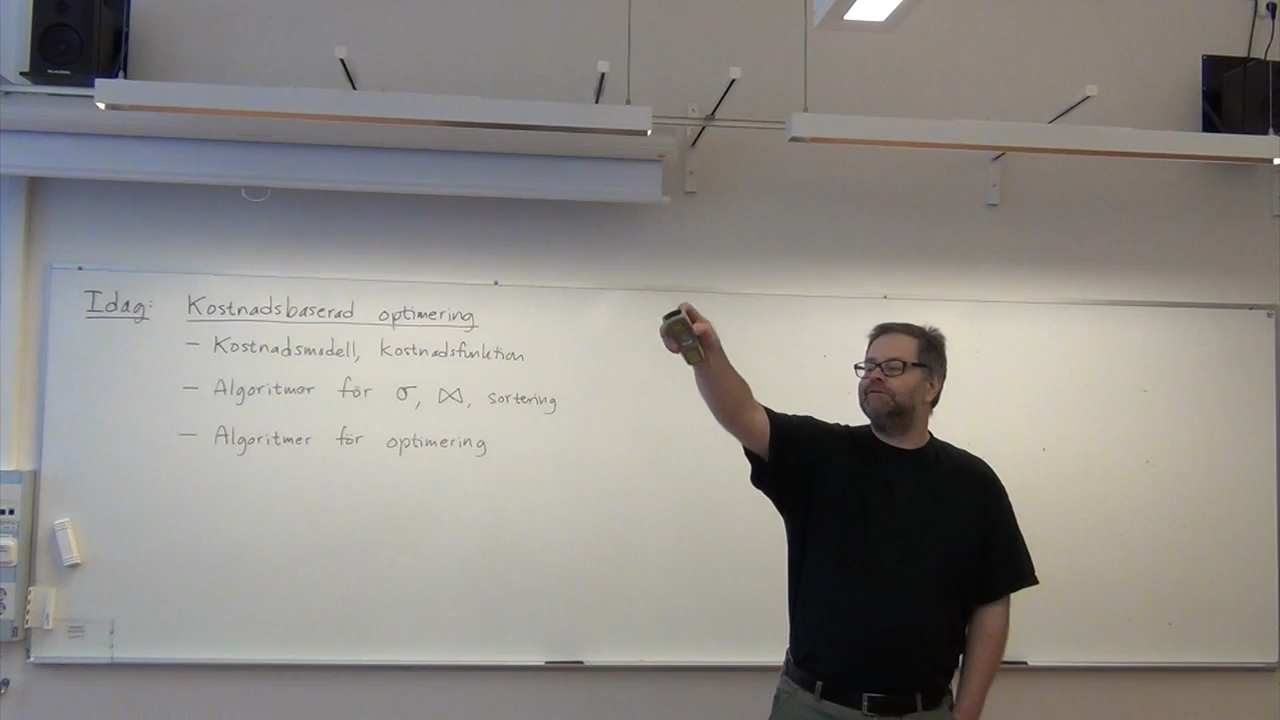 Idag: Kostnadsbaserad optimering
– Kostnadsmodell, kostnadsfunktion
– Algoritmer för σ, ⋈, sortering
– Algoritmer för optimering